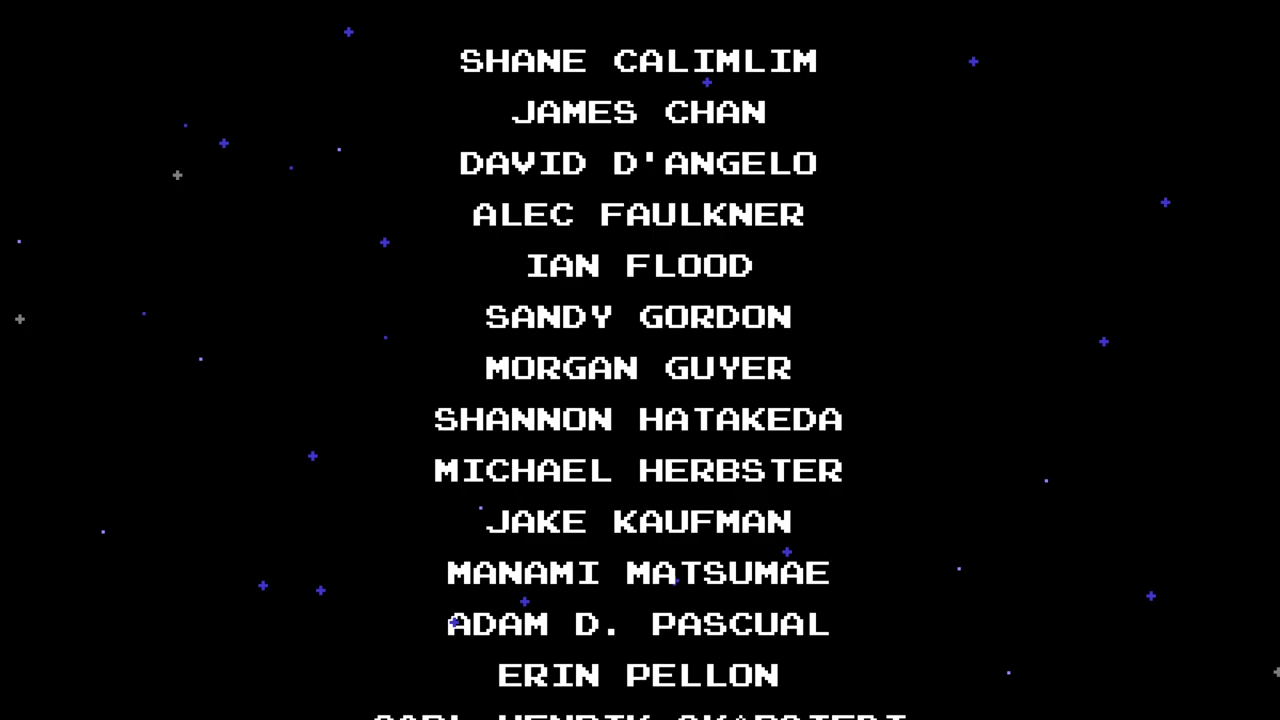 SHANE CALIMLIM
JAMES CHAN
DAVID D'ANGELO
ALEC FAULKNER
IAN FLOOD
SANDY GORDON
MORGAN GUYER
SHANNON HATAKEDA
MICHAEL HERBSTER
JAKE KAUFMAN
MANAMI MATSUMAE
ADAM D. PASCUAL
ERIN PELLON